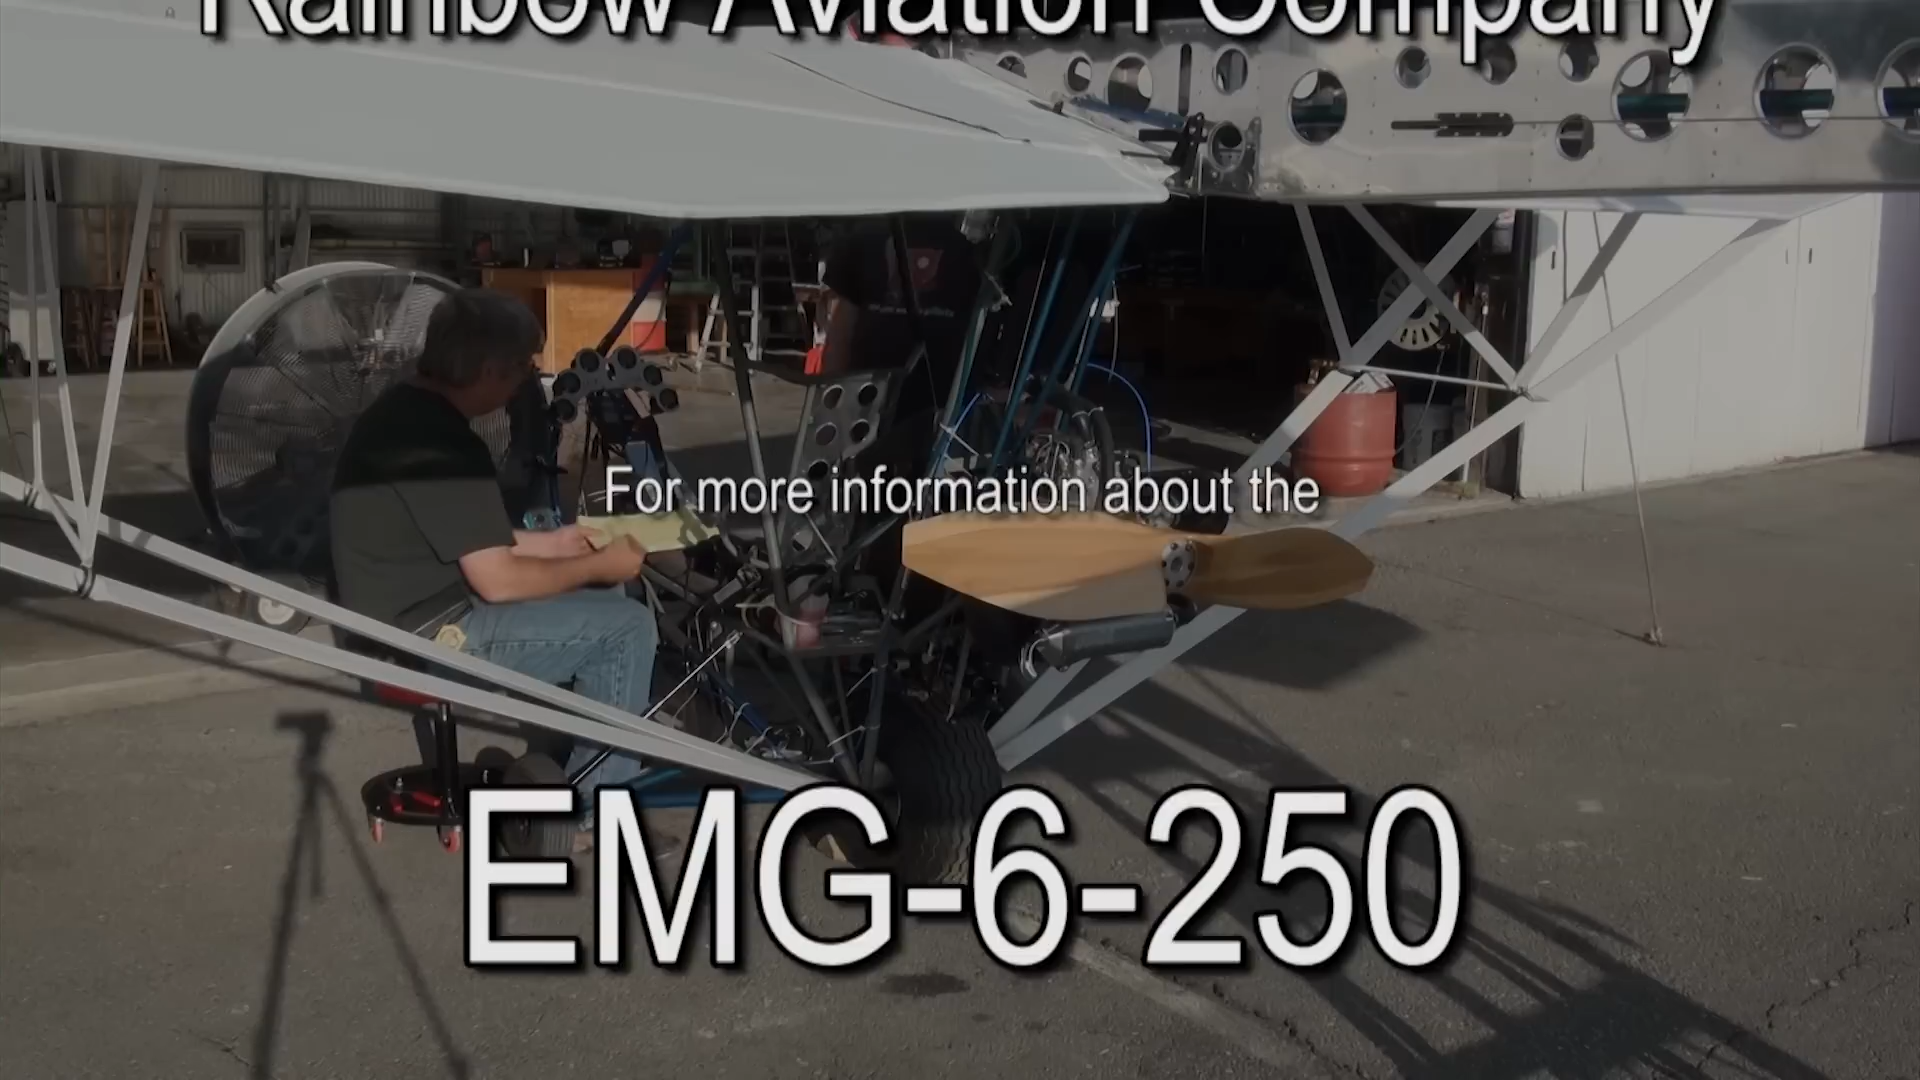 Rainbow Aviation Company
For more information about the
EMG-6-250